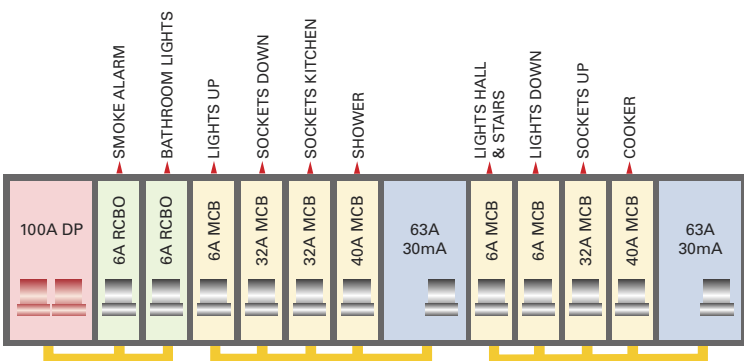 SMOKE ALARM
BATHROOM LIGHTS
LIGHTS UP
SOCKETS DOWN
SOCKETS KITCHEN
SHOWER
LIGHTS HALL
& STAIRS
LIGHTS DOWN
SOCKETS UP
COOKER
100A DP
6A RCBO
6A RCBO
6A MCB
32A MCB
32A MCB
40A MCB
63A
30mA
6A MCB
6A MCB
32A MCB
40A MCB
63A
30mA